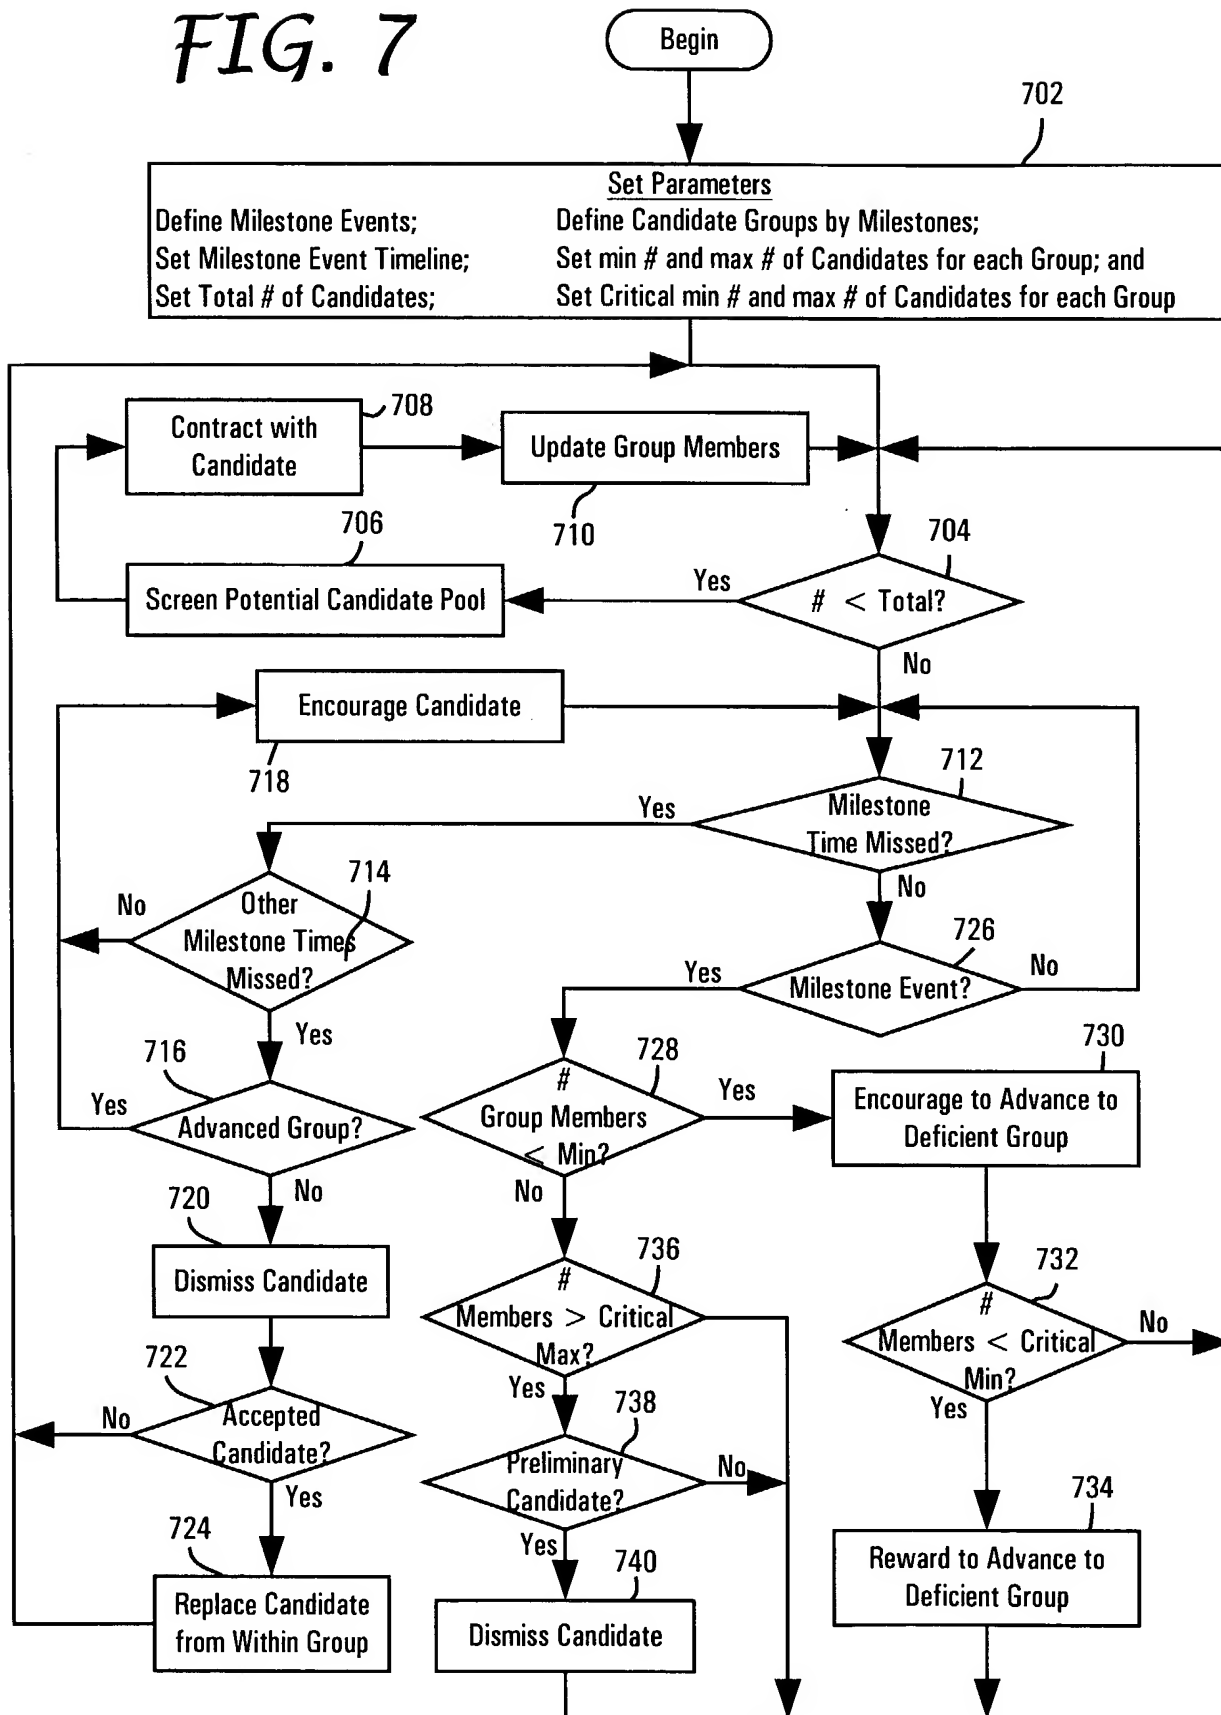 FIG. 7
Begin
702
Set Parameters
Define Milestone Events;
Define Candidate Groups by Milestones;
Set Milestone Event Timeline;
Set min # and max # of Candidates for each Group; and
Set Total # of Candidates;
Set Critical min # and max # of Candidates for each Group
708
Contract with
Candidate
Update Group Members
710
706
704
Screen Potential Candidate Pool
Yes
# < Total?
No
Encourage Candidate
718
712
Yes
Milestone
Time Missed?
No
714
No
Other
Milestone Times
Missed?
Yes
726
Yes
Milestone Event?
No
716
Yes
Advanced Group?
No
728
#
Group Members
< Min?
Yes
No
730
Encourage to Advance to
Deficient Group
720
Dismiss Candidate
736
#
Members > Critical
Max?
Yes
732
#
Members < Critical
Min?
No
Yes
722
No
Accepted
Candidate?
Yes
738
Preliminary
Candidate?
No
Yes
724
Replace Candidate
from Within Group
740
Dismiss Candidate
734
Reward to Advance to
Deficient Group